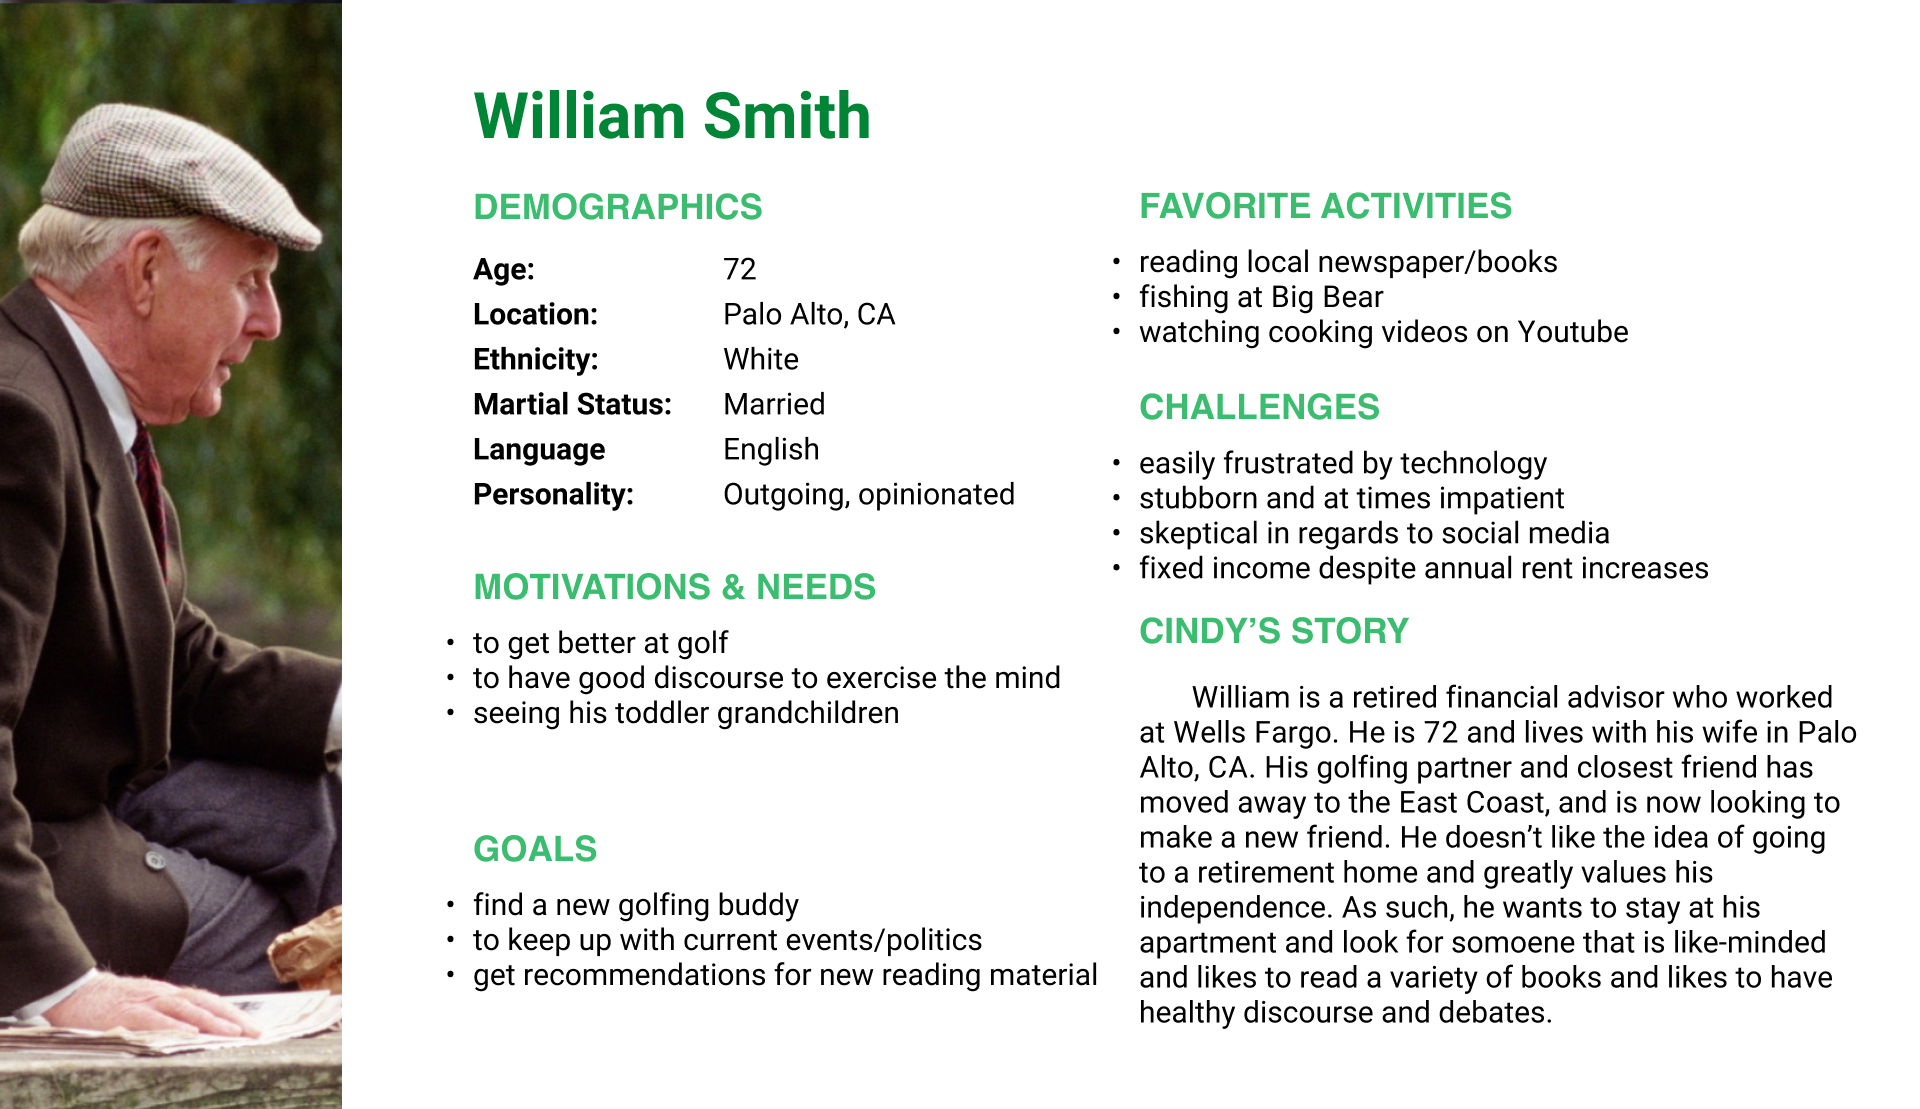 William Smith
DEMOGRAPHICS
Age: 72
Location: Palo Alto, CA
Ethnicity: White
Martial Status: Married
Language English
Personality: Outgoing, opinionated
MOTIVATIONS & NEEDS
• to get better at golf
• to have good discourse to exercise the mind
• seeing his toddler grandchildren
GOALS
• find a new golfing buddy
• to keep up with current events/politics
• get recommendations for new reading material
FAVORITE ACTIVITIES
• reading local newspaper/books
• fishing at Big Bear
• watching cooking videos on Youtube
CHALLENGES
• easily frustrated by technology
• stubborn and at times impatient
• skeptical in regards to social media
• fixed income despite annual rent increases
CINDY’S STORY
William is a retired financial advisor who worked
at Wells Fargo. He is 72 and lives with his wife in Palo
Alto, CA. His golfing partner and closest friend has
moved away to the East Coast, and is now looking to
make a new friend. He doesn’t like the idea of going
to a retirement home and greatly values his
independence. As such, he wants to stay at his
apartment and look for somoene that is like-minded
and likes to read a variety of books and likes to have
healthy discourse and debates.